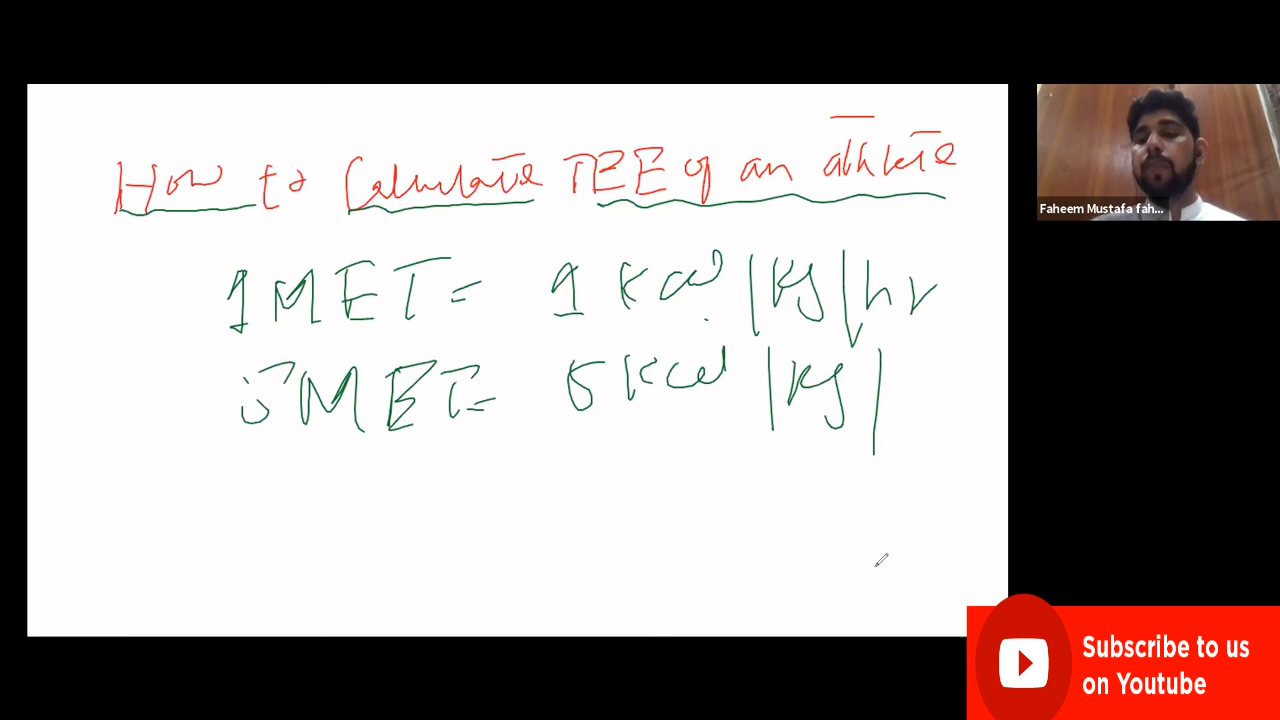 How to Calculate TEE of an athlete
1 MET = 1 Kcal/kg/hr
5 MET = 5 Kcal/kg/
Faheem Mustafa fah...
Subscribe to us
on Youtube